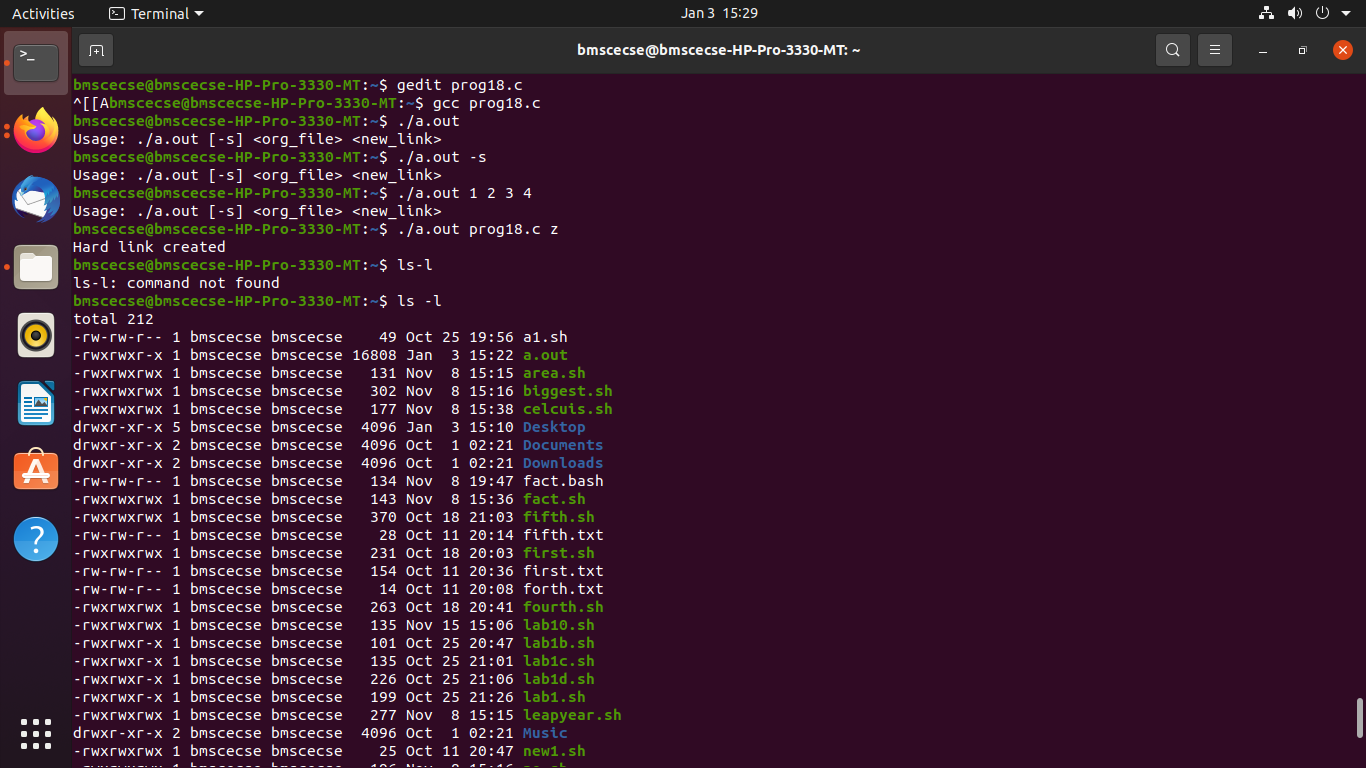 Activities Terminal Jan 3 15:29
bmscecse@bmscecse-HP-Pro-3330-MT: ~
bmscecse@bmscecse-HP-Pro-3330-MT:~$ gedit prog18.c
^[[Abmscecse@bmscecse-HP-Pro-3330-MT:~$ gcc prog18.c
bmscecse@bmscecse-HP-Pro-3330-MT:~$ ./a.out
Usage: ./a.out [-s] <org_file> <new_link>
bmscecse@bmscecse-HP-Pro-3330-MT:~$ ./a.out -s
Usage: ./a.out [-s] <org_file> <new_link>
bmscecse@bmscecse-HP-Pro-3330-MT:~$ ./a.out 1 2 3 4
Usage: ./a.out [-s] <org_file> <new_link>
bmscecse@bmscecse-HP-Pro-3330-MT:~$ ./a.out prog18.c z
Hard link created
bmscecse@bmscecse-HP-Pro-3330-MT:~$ ls-l
ls-l: command not found
bmscecse@bmscecse-HP-Pro-3330-MT:~$ ls -l
total 212
-rw-rw-r-- 1 bmscecse bmscecse    49 Oct 25 19:56 a1.sh
-rwxrwxr-x 1 bmscecse bmscecse 16808 Jan  3 15:22 a.out
-rwxrwxrwx 1 bmscecse bmscecse   131 Nov  8 15:15 area.sh
-rwxrwxrwx 1 bmscecse bmscecse   302 Nov  8 15:16 biggest.sh
-rwxrwxrwx 1 bmscecse bmscecse   177 Nov  8 15:38 celcuis.sh
drwxr-xr-x 5 bmscecse bmscecse  4096 Jan  3 15:10 Desktop
drwxr-xr-x 2 bmscecse bmscecse  4096 Oct  1 02:21 Documents
drwxr-xr-x 2 bmscecse bmscecse  4096 Oct  1 02:21 Downloads
-rw-rw-r-- 1 bmscecse bmscecse   134 Nov  8 19:47 fact.bash
-rwxrwxrwx 1 bmscecse bmscecse   143 Nov  8 15:36 fact.sh
-rwxrwxrwx 1 bmscecse bmscecse   370 Oct 18 21:03 fifth.sh
-rw-rw-r-- 1 bmscecse bmscecse    28 Oct 11 20:14 fifth.txt
-rwxrwxrwx 1 bmscecse bmscecse   231 Oct 18 20:03 first.sh
-rw-rw-r-- 1 bmscecse bmscecse   154 Oct 11 20:36 first.txt
-rw-rw-r-- 1 bmscecse bmscecse    14 Oct 11 20:08 forth.txt
-rwxrwxrwx 1 bmscecse bmscecse   263 Oct 18 20:41 fourth.sh
-rwxrwxrwx 1 bmscecse bmscecse   135 Nov 15 15:06 lab10.sh
-rwxrwxr-x 1 bmscecse bmscecse   101 Oct 25 20:47 lab1b.sh
-rwxrwxr-x 1 bmscecse bmscecse   135 Oct 25 21:01 lab1c.sh
-rwxrwxr-x 1 bmscecse bmscecse   226 Oct 25 21:06 lab1d.sh
-rwxrwxr-x 1 bmscecse bmscecse   199 Oct 25 21:26 lab1.sh
-rwxrwxrwx 1 bmscecse bmscecse   277 Nov  8 15:15 leapyear.sh
drwxr-xr-x 2 bmscecse bmscecse  4096 Oct  1 02:21 Music
-rwxrwxrwx 1 bmscecse bmscecse    25 Oct 11 20:47 new1.sh